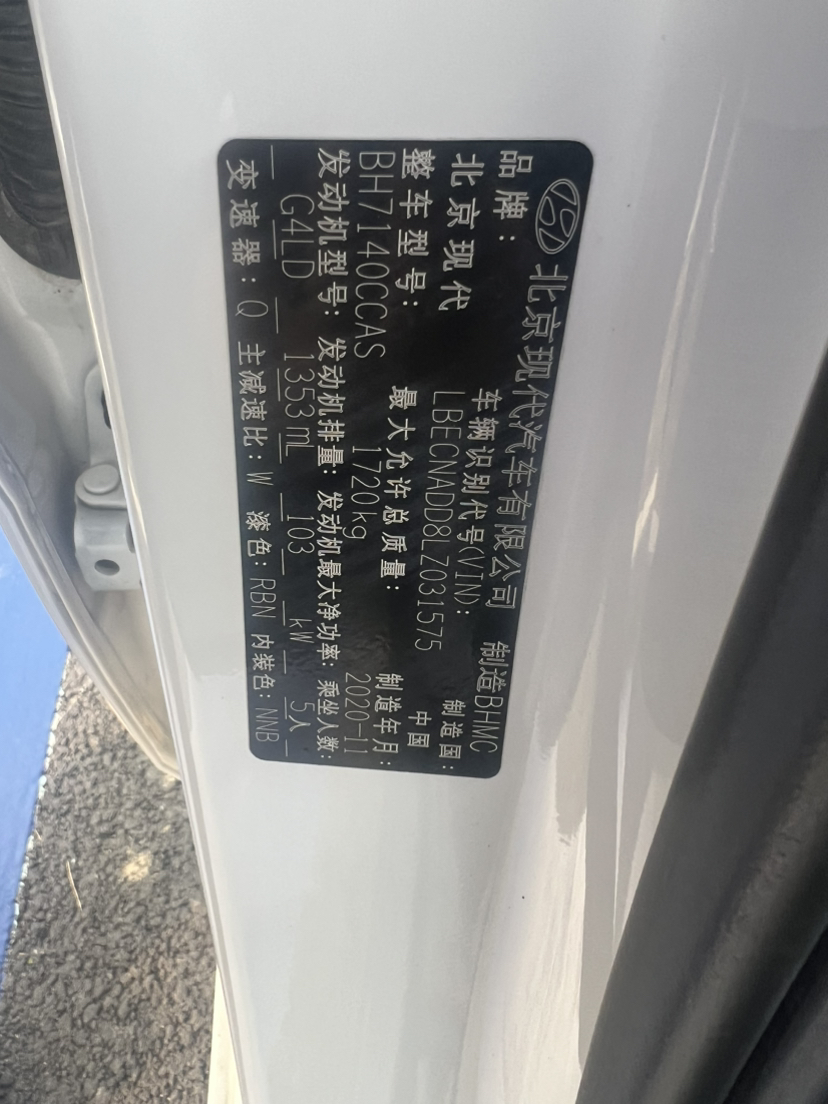 北京现代汽车有限公司 制造BHMC
品牌: 车辆识别代号(VIN): 制造国:
北京现代 LBECNADD8LZ031575 中国
整车型号: 最大允许总质量: 制造年月:
BH7140CCAS 1720kg 2020-11
发动机型号: 发动机排量: 发动机最大净功率: 乘坐人数:
G4LD 1353 mL 103 kW 5人
变速器: Q 主减速比: W 漆色: RBN 内装色: NNB